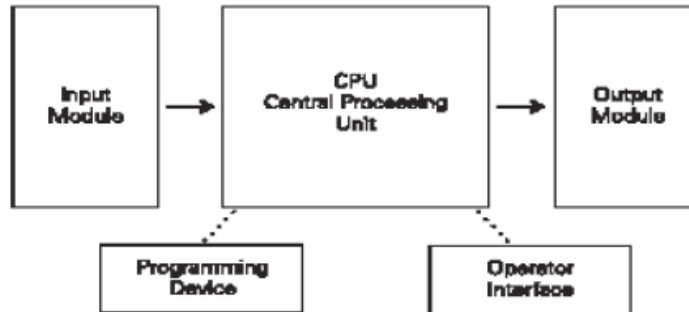 Input
Module
CPU
Central Processing
Unit
Output
Module
Programming
Device
Operator
Interface